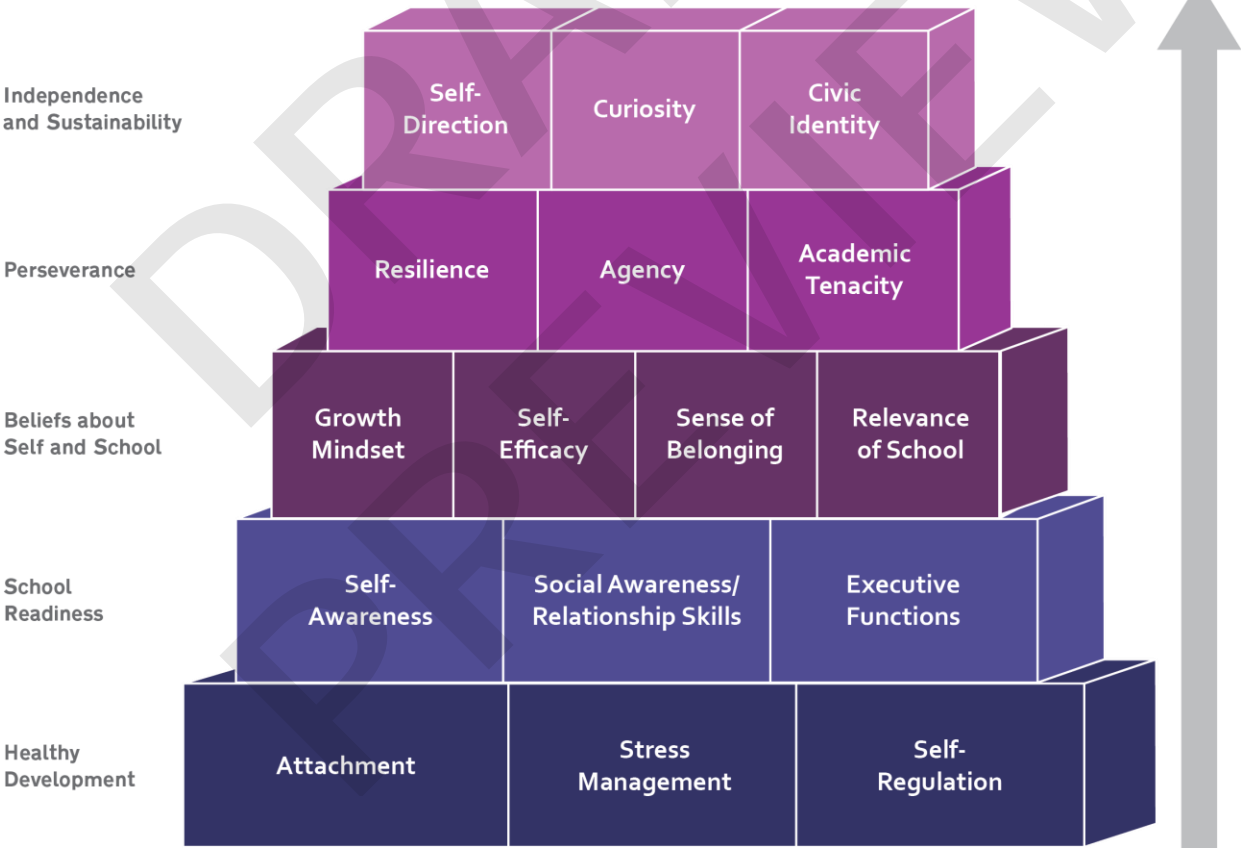 Independence
and Sustainability
Self-
Direction
Curiosity
Civic
Identity
Perseverance
Resilience
Agency
Academic
Tenacity
Beliefs about
Self and School
Growth
Mindset
Self-
Efficacy
Sense of
Belonging
Relevance
of School
School
Readiness
Self-
Awareness
Social Awareness/
Relationship Skills
Executive
Functions
Healthy
Development
Attachment
Stress
Management
Self-
Regulation
DRA
PREVIEW